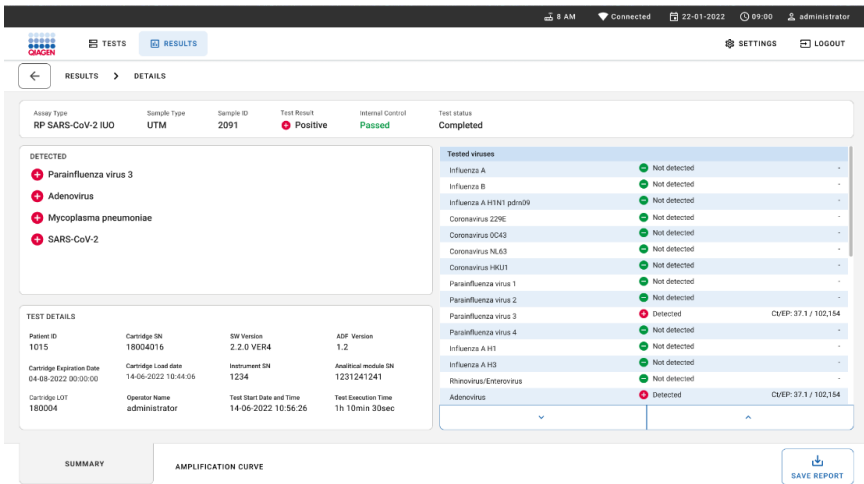 8 AM Connected 22-01-2022 09:00 administrator
QIAGEN TESTS RESULTS SETTINGS LOGOUT
RESULTS > DETAILS
Assay Type Sample Type Sample ID Test Result Internal Control Test status
RP SARS-CoV-2 IUO UTM 2091 Positive Passed Completed
DETECTED
Parainfluenza virus 3
Adenovirus
Mycoplasma pneumoniae
SARS-CoV-2
TEST DETAILS
Patient ID Cartridge SN SW Version ADF Version
1015 18004016 2.2.0 VER4 1.2
Cartridge Expiration Date Cartridge Load date Instrument SN Analitical module SN
04-08-2022 00:00:00 14-06-2022 10:44:06 1234 1231241241
Cartridge LOT Operator Name Test Start Date and Time Test Execution Time
180004 administrator 14-06-2022 10:56:26 1h 10min 30sec
Tested viruses
Influenza A Not detected -
Influenza B Not detected -
Influenza A H1N1 pdm09 Not detected -
Coronavirus 229E Not detected -
Coronavirus 0C43 Not detected -
Coronavirus NL63 Not detected -
Coronavirus HKU1 Not detected -
Parainfluenza virus 1 Not detected -
Parainfluenza virus 2 Not detected -
Parainfluenza virus 3 Detected Ct/EP: 37.1 / 102,154
Parainfluenza virus 4 Not detected -
Influenza A H1 Not detected -
Influenza A H3 Not detected -
Rhinovirus/Enterovirus Not detected -
Adenovirus Detected Ct/EP: 37.1 / 102,154
SUMMARY AMPLIFICATION CURVE SAVE REPORT